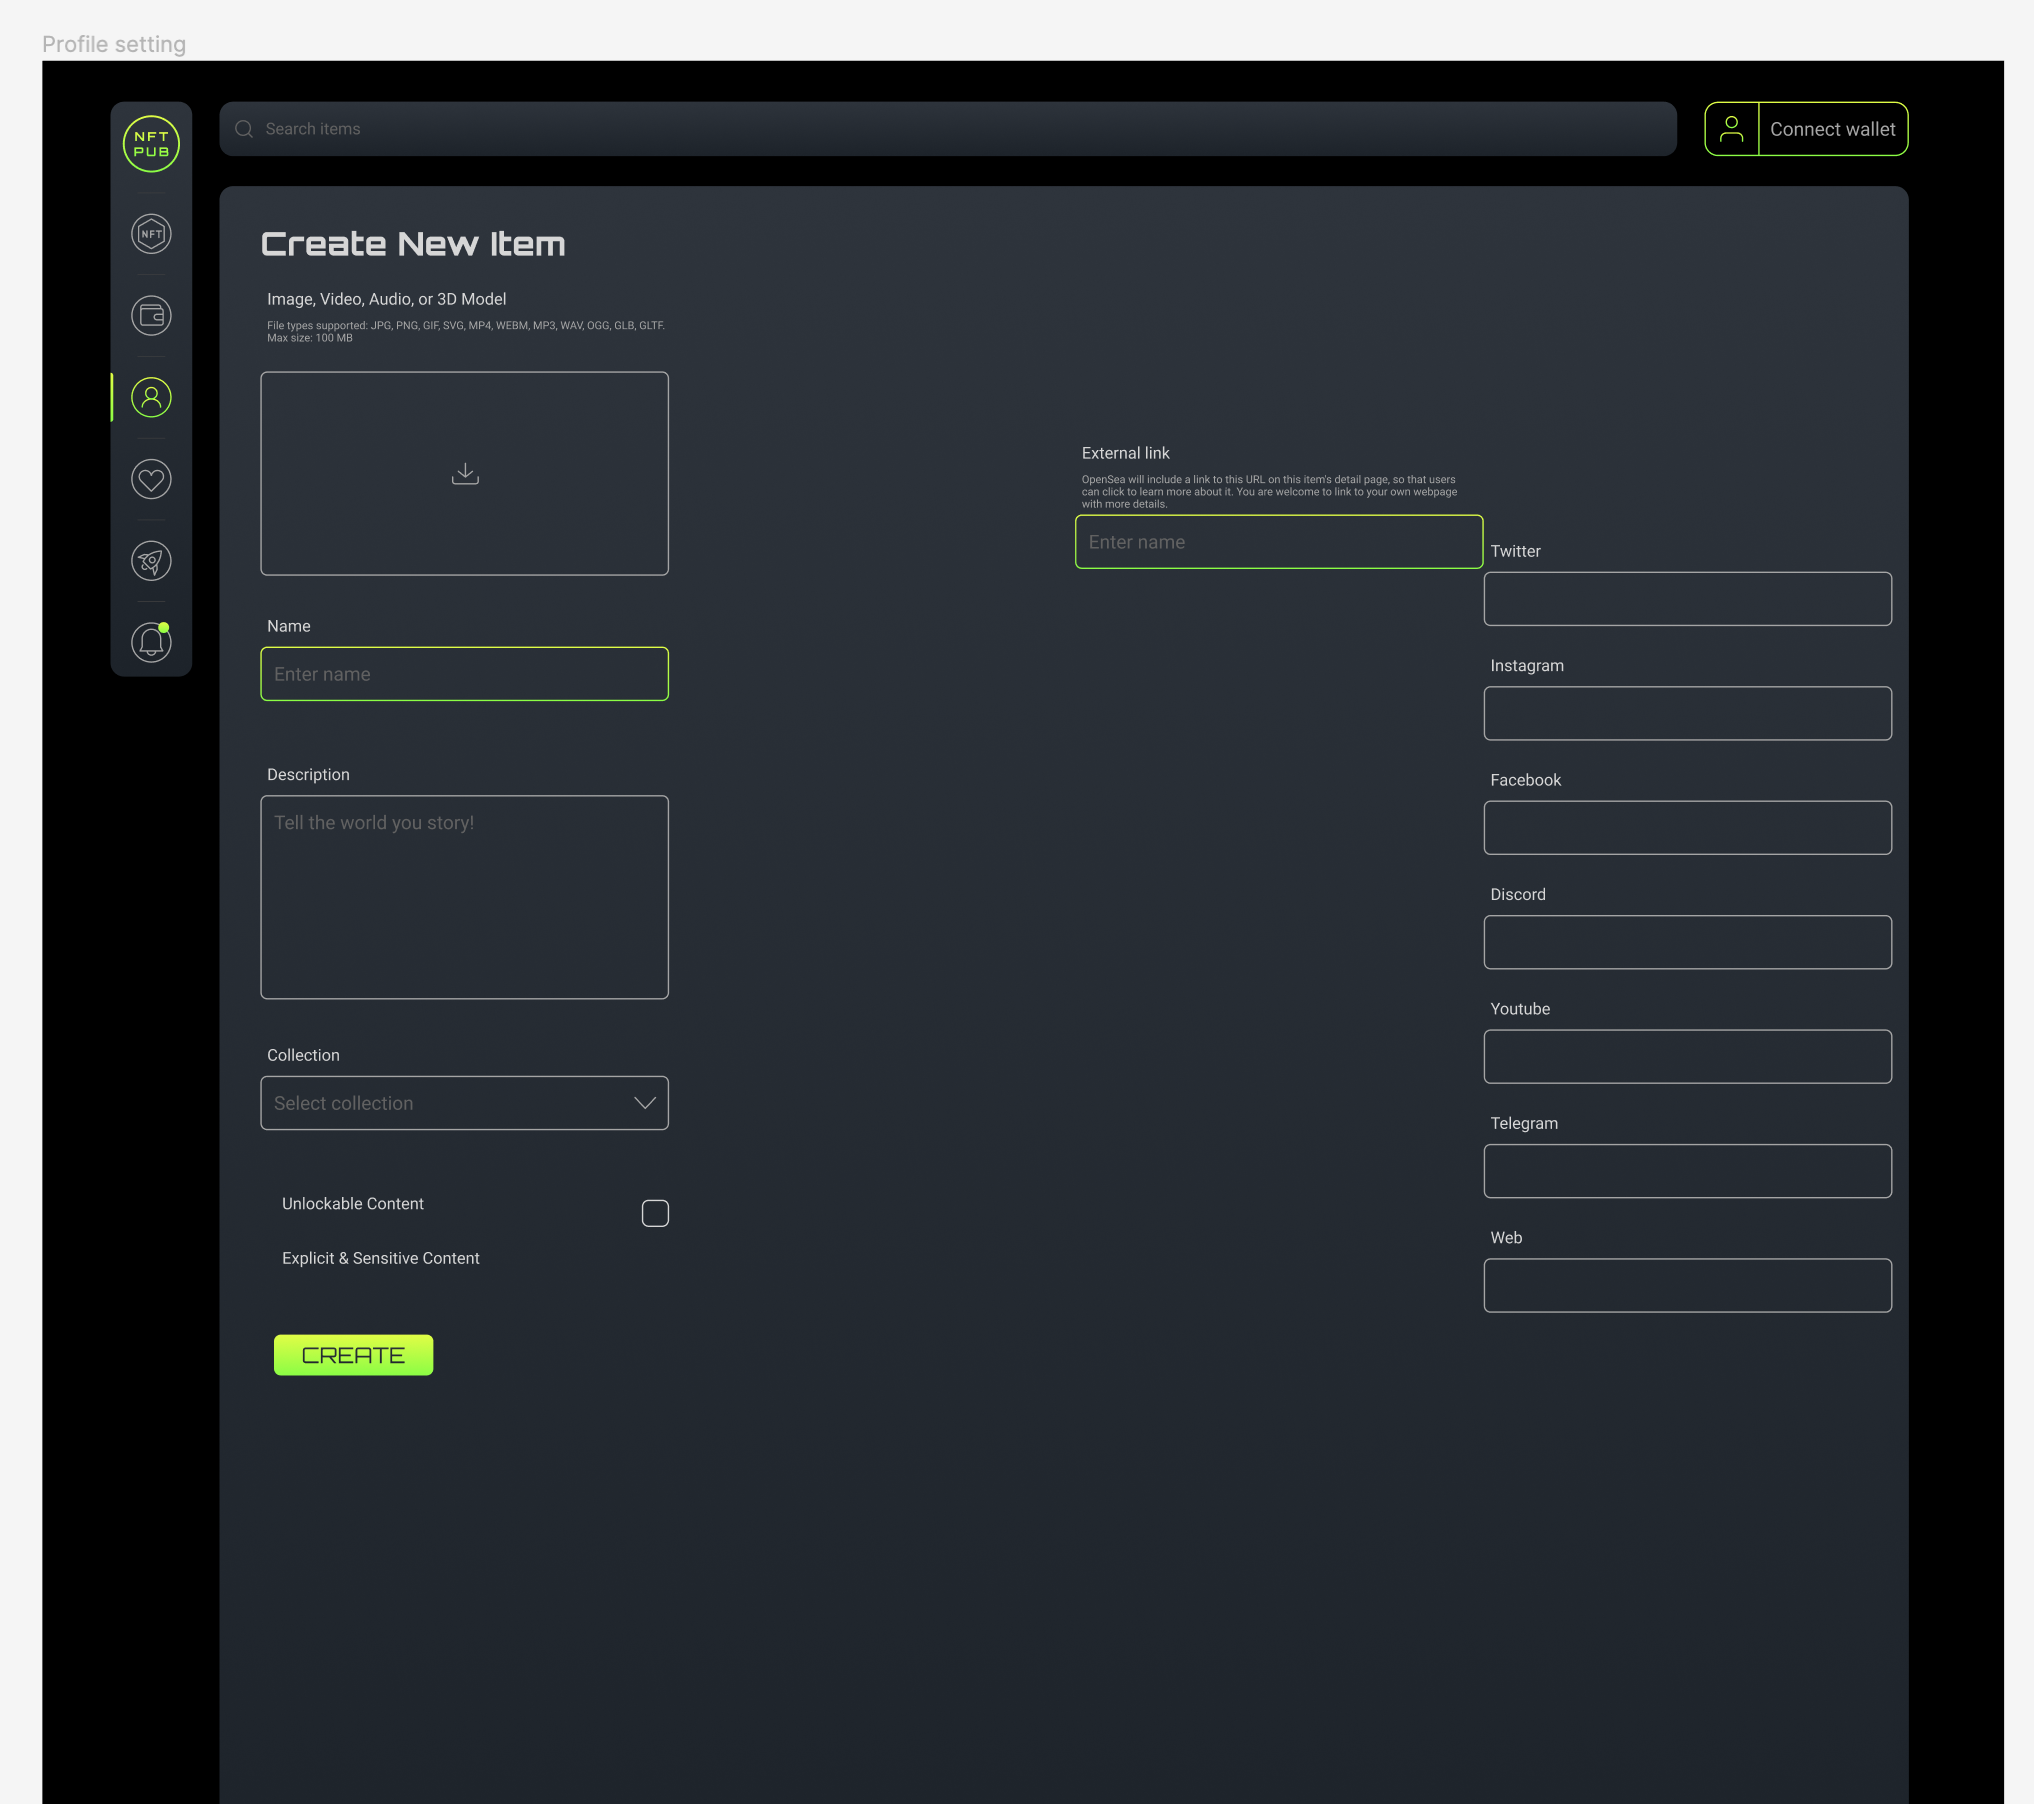 Profile setting
NFT
PUB
Search items
Connect wallet
NFT
Create New Item
Image, Video, Audio, or 3D Model
File types supported: JPG, PNG, GIF, SVG, MP4, WEBM, MP3, WAV, OGG, GLB, GLTF.
Max size: 100 MB
Name
Enter name
Description
Tell the world you story!
Collection
Select collection
Unlockable Content
Explicit & Sensitive Content
CREATE
External link
OpenSea will include a link to this URL on this item's detail page, so that users
can click to learn more about it. You are welcome to link to your own webpage
with more details.
Enter name
Twitter
Instagram
Facebook
Discord
Youtube
Telegram
Web